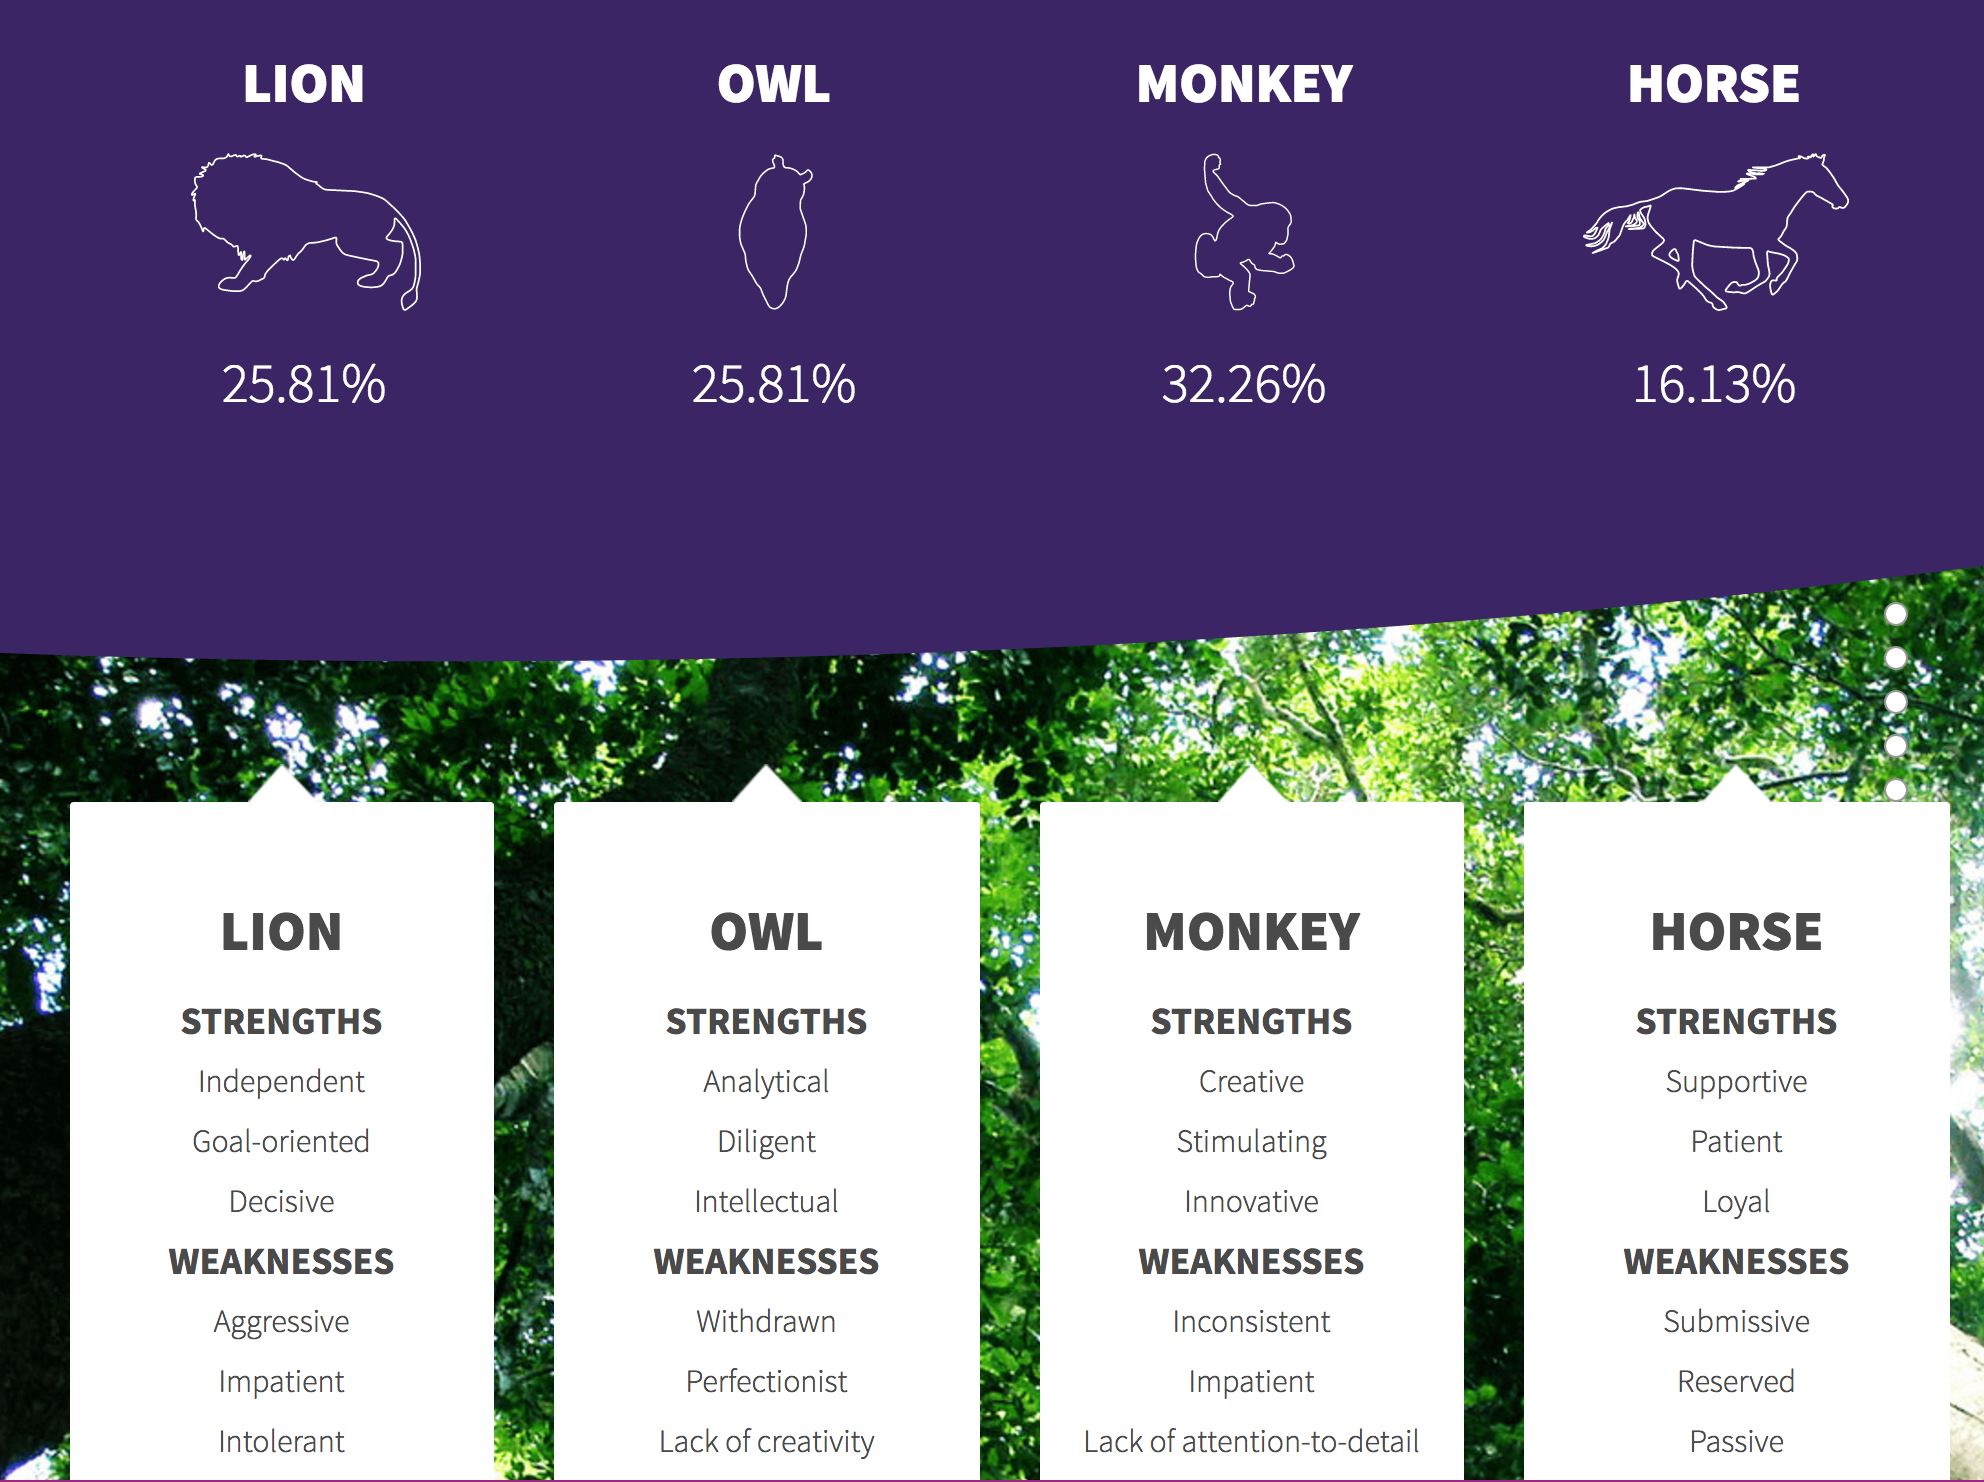 LION
OWL
MONKEY
HORSE
25.81%
25.81%
32.26%
16.13%
LION
STRENGTHS
Independent
Goal-oriented
Decisive
WEAKNESSES
Aggressive
Impatient
Intolerant
OWL
STRENGTHS
Analytical
Diligent
Intellectual
WEAKNESSES
Withdrawn
Perfectionist
Lack of creativity
MONKEY
STRENGTHS
Creative
Stimulating
Innovative
WEAKNESSES
Inconsistent
Impatient
Lack of attention-to-detail
HORSE
STRENGTHS
Supportive
Patient
Loyal
WEAKNESSES
Submissive
Reserved
Passive